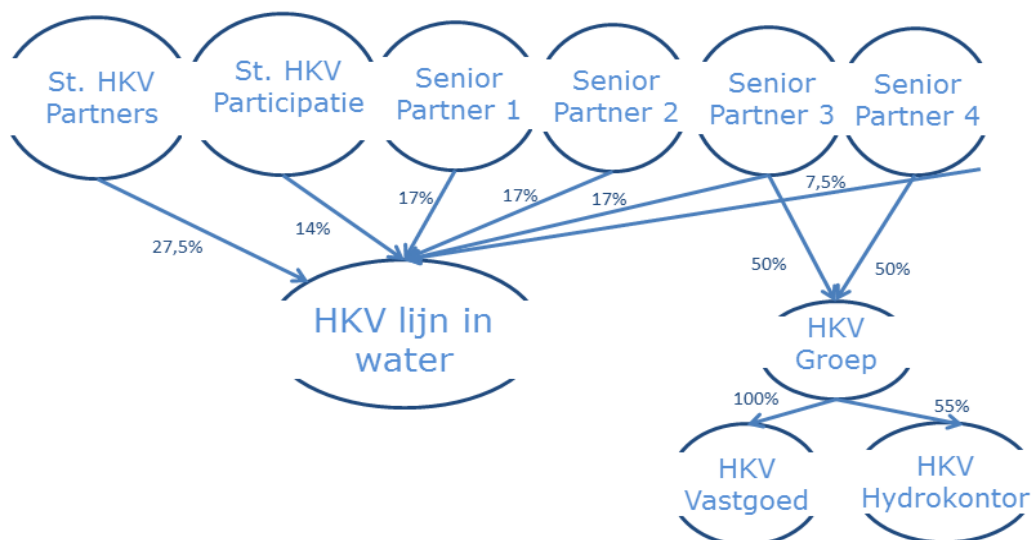 St. HKV
Partners
St. HKV
Participatie
Senior
Partner 1
Senior
Partner 2
Senior
Partner 3
Senior
Partner 4
27,5%
14%
17%
17%
17%
7,5%
50%
50%
HKV lijn in
water
HKV
Groep
100%
55%
HKV
Vastgoed
HKV
Hydrokontor